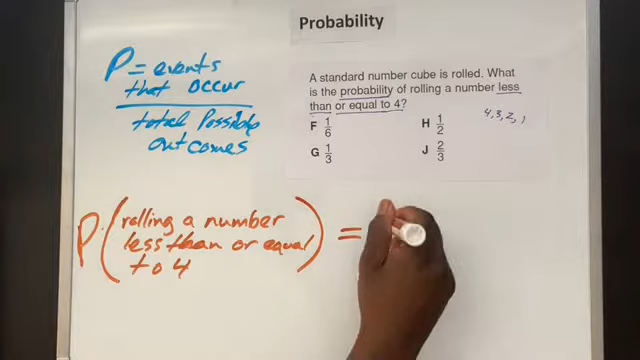 Probability
P = events
that occur
total Possible
outcomes
A standard number cube is rolled. What
is the probability of rolling a number less
than or equal to 4?
4,3,2,1
F 1/6
H 1/2
G 1/3
J 2/3
P. (rolling a number
less than or equal
to 4) =